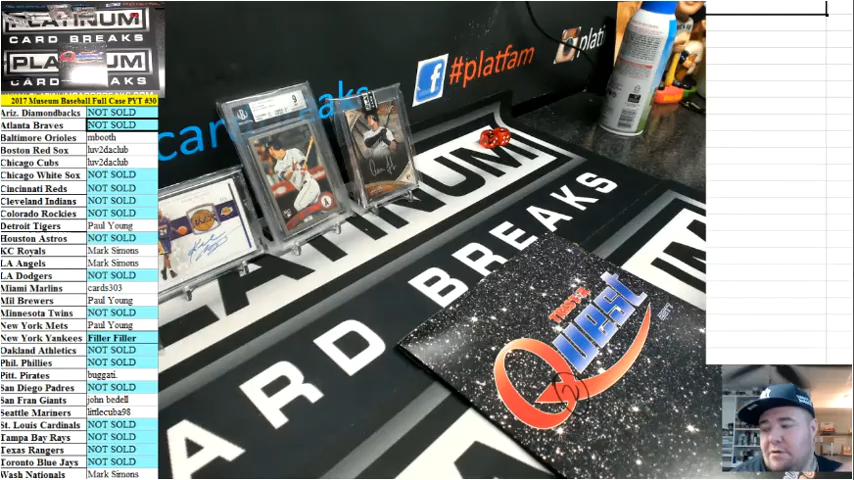 PLATINUM
CARD BREAKS
PLATINUM
CARD BREAKS
2017 Museum Baseball Full Case PYT #30
Ariz. Diamondbacks NOT SOLD
Atlanta Braves NOT SOLD
Baltimore Orioles mbooth
Boston Red Sox luv2daclub
Chicago Cubs luv2daclub
Chicago White Sox NOT SOLD
Cincinnati Reds NOT SOLD
Cleveland Indians NOT SOLD
Colorado Rockies NOT SOLD
Detroit Tigers Paul Young
Houston Astros NOT SOLD
KC Royals Mark Simons
LA Angels Mark Simons
LA Dodgers NOT SOLD
Miami Marlins cards303
Mil Brewers Paul Young
Minnesota Twins NOT SOLD
New York Mets Paul Young
New York Yankees Filler Filler
Oakland Athletics NOT SOLD
Phil. Phillies NOT SOLD
Pitt. Pirates buggati.
San Diego Padres NOT SOLD
San Fran Giants john bedell
Seattle Mariners littlecuba98
St. Louis Cardinals NOT SOLD
Tampa Bay Rays NOT SOLD
Texas Rangers NOT SOLD
Toronto Blue Jays NOT SOLD
Wash Nationals Mark Simons
cardbreaks
f #platfam
plati
9
LATINUM
CARD BREAKS
Quest